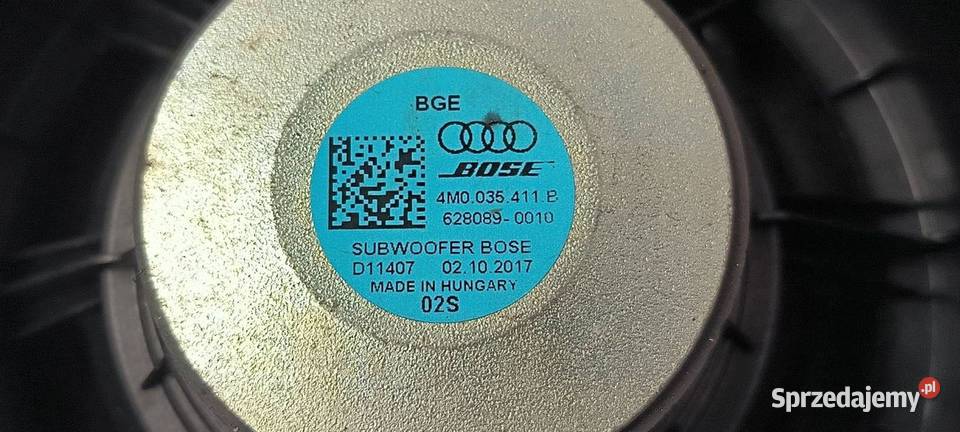 BGE
BOSE
4M0.035.411.B
628089-0010
SUBWOOFER BOSE
D11407 02.10.2017
MADE IN HUNGARY
02S
Sprzedajemy.pl